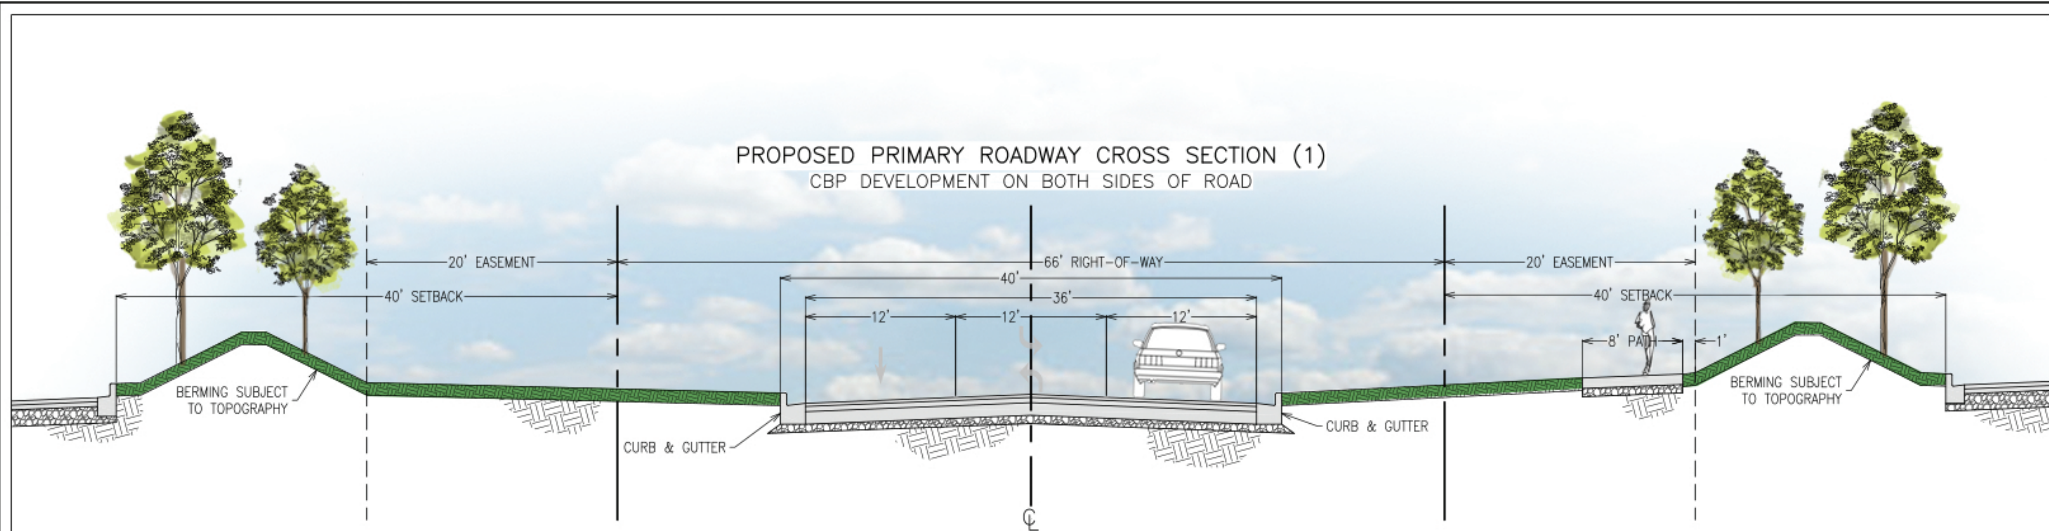 PROPOSED PRIMARY ROADWAY CROSS SECTION (1)
CBP DEVELOPMENT ON BOTH SIDES OF ROAD
20' EASEMENT
66' RIGHT-OF-WAY
20' EASEMENT
40'
40' SETBACK
36'
40' SETBACK
12'
12'
12'
8' PATH
1'
BERMING SUBJECT
TO TOPOGRAPHY
BERMING SUBJECT
TO TOPOGRAPHY
CURB & GUTTER
CURB & GUTTER
℄